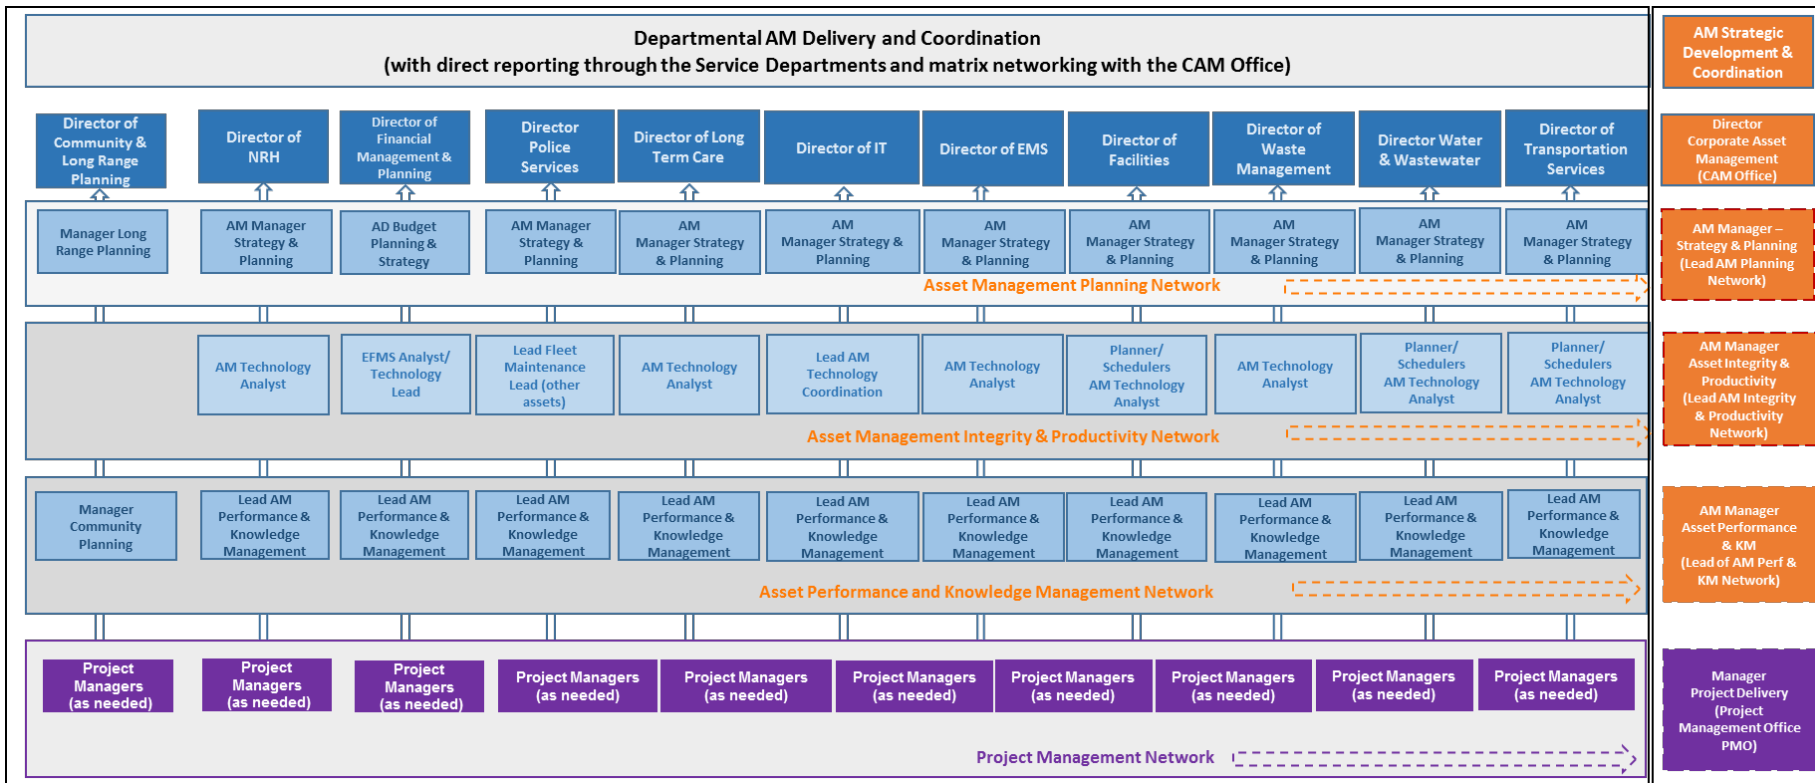 Departmental AM Delivery and Coordination
(with direct reporting through the Service Departments and matrix networking with the CAM Office)
AM Strategic
Development &
Coordination
Director of
Community &
Long Range
Planning
Director of
NRH
Director of
Financial
Management &
Planning
Director
Police
Services
Director of Long
Term Care
Director of IT
Director of EMS
Director of
Facilities
Director of
Waste
Management
Director Water
& Wastewater
Director of
Transportation
Services
Director
Corporate Asset
Management
(CAM Office)
Manager Long
Range Planning
AM Manager
Strategy &
Planning
AD Budget
Planning &
Strategy
AM Manager
Strategy &
Planning
AM
Manager Strategy
& Planning
AM
Manager Strategy &
Planning
AM
Manager Strategy
& Planning
AM
Manager Strategy
& Planning
AM
Manager Strategy
& Planning
AM
Manager Strategy
& Planning
AM
Manager Strategy
& Planning
AM Manager –
Strategy & Planning
(Lead AM Planning
Network)
Asset Management Planning Network
AM Technology
Analyst
EFMS Analyst/
Technology
Lead
Lead Fleet
Maintenance
Lead (other
assets)
AM Technology
Analyst
Lead AM
Technology
Coordination
AM Technology
Analyst
Planner/
Schedulers
AM Technology
Analyst
AM Technology
Analyst
Planner/
Schedulers
AM Technology
Analyst
Planner/
Schedulers
AM Technology
Analyst
AM Manager
Asset Integrity &
Productivity
(Lead AM Integrity
& Productivity
Network)
Asset Management Integrity & Productivity Network
Manager
Community
Planning
Lead AM
Performance &
Knowledge
Management
Lead AM
Performance &
Knowledge
Management
Lead AM
Performance &
Knowledge
Management
Lead AM
Performance &
Knowledge
Management
Lead AM
Performance &
Knowledge
Management
Lead AM
Performance &
Knowledge
Management
Lead AM
Performance &
Knowledge
Management
Lead AM
Performance &
Knowledge
Management
Lead AM
Performance &
Knowledge
Management
Lead AM
Performance &
Knowledge
Management
AM Manager
Asset Performance
& KM
(Lead of AM Perf &
KM Network)
Asset Performance and Knowledge Management Network
Project
Managers
(as needed)
Project
Managers
(as needed)
Project
Managers
(as needed)
Project Managers
(as needed)
Project Managers
(as needed)
Project Managers
(as needed)
Project Managers
(as needed)
Project Managers
(as needed)
Project Managers
(as needed)
Project Managers
(as needed)
Manager
Project Delivery
(Project
Management Office
PMO)
Project Management Network